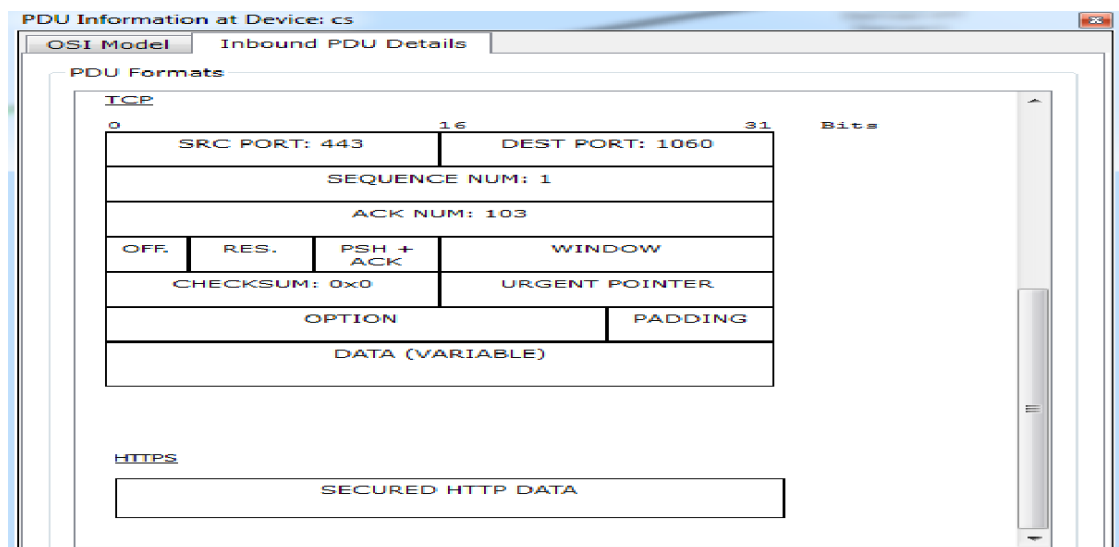 PDU Information at Device: cs
OSI Model Inbound PDU Details
PDU Formats
TCP
0 16 31 Bits
SRC PORT: 443 DEST PORT: 1060
SEQUENCE NUM: 1
ACK NUM: 103
OFF. RES. PSH + WINDOW
ACK
CHECKSUM: 0x0 URGENT POINTER
OPTION PADDING
DATA (VARIABLE)
HTTPS
SECURED HTTP DATA